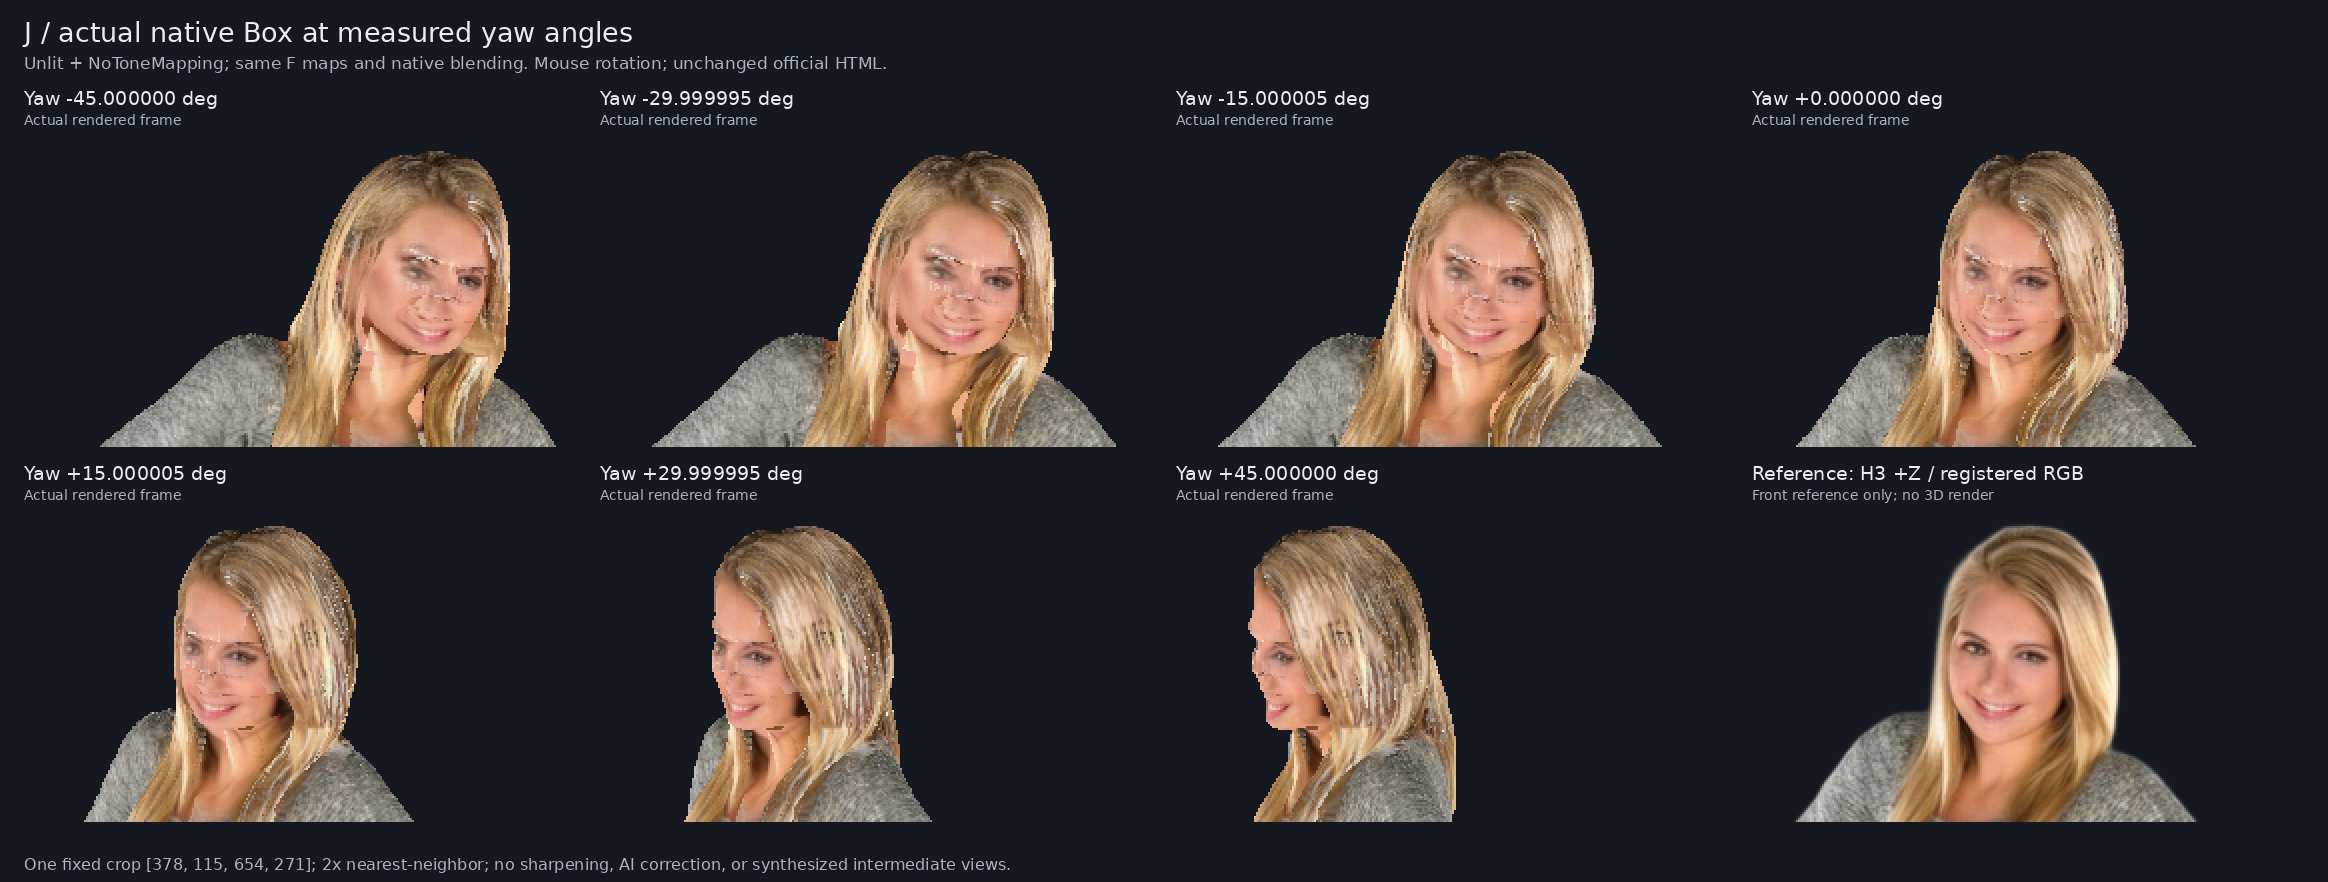 J / actual native Box at measured yaw angles
Unlit + NoToneMapping; same F maps and native blending. Mouse rotation; unchanged official HTML.
Yaw -45.000000 deg
Actual rendered frame
Yaw -29.999995 deg
Actual rendered frame
Yaw -15.000005 deg
Actual rendered frame
Yaw +0.000000 deg
Actual rendered frame
Yaw +15.000005 deg
Actual rendered frame
Yaw +29.999995 deg
Actual rendered frame
Yaw +45.000000 deg
Actual rendered frame
Reference: H3 +Z / registered RGB
Front reference only; no 3D render
One fixed crop [378, 115, 654, 271]; 2x nearest-neighbor; no sharpening, AI correction, or synthesized intermediate views.